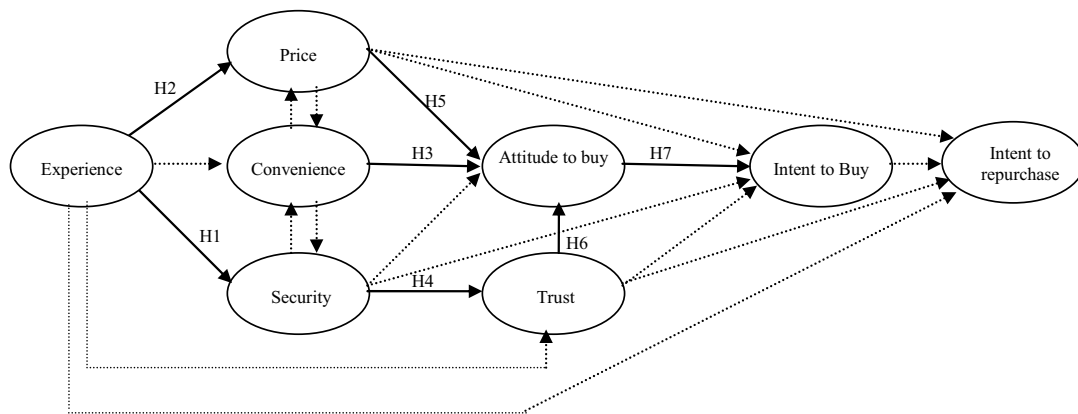 Price
H2
H5
Experience
Convenience
H3
Attitude to buy
H7
Intent to Buy
Intent to
repurchase
H1
H6
Security
H4
Trust